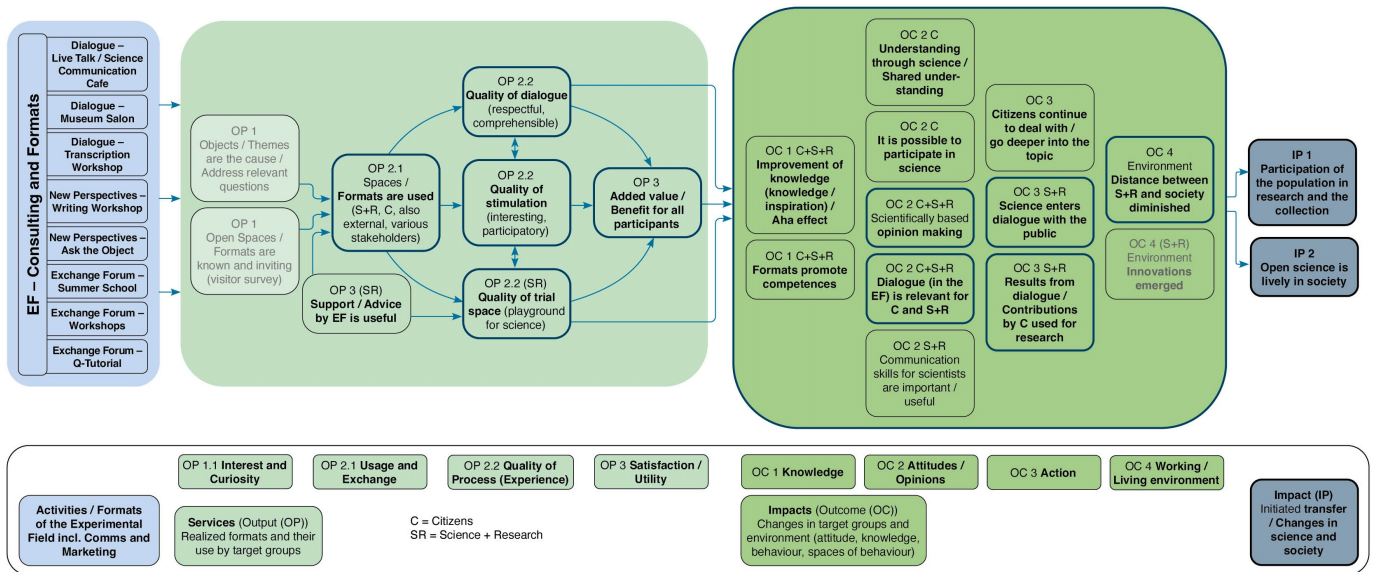 EF – Consulting and Formats
Dialogue –
Live Talk / Science
Communication
Cafe
Dialogue –
Museum Salon
Dialogue –
Transcription
Workshop
New Perspectives –
Writing Workshop
New Perspectives –
Ask the Object
Exchange Forum –
Summer School
Exchange Forum –
Workshops
Exchange Forum –
Q-Tutorial
OP 1
Objects / Themes
are the cause /
Address relevant
questions
OP 1
Open Spaces /
Formats are
known and inviting
(visitor survey)
OP 2.1
Spaces /
Formats are used
(S+R, C, also
external, various
stakeholders)
OP 3 (SR)
Support / Advice
by EF is useful
OP 2.2
Quality of dialogue
(respectful,
comprehensible)
OP 2.2
Quality of
stimulation
(interesting,
participatory)
OP 2.2 (SR)
Quality of trial
space (playground
for science)
OP 3
Added value /
Benefit for all
participants
OC 1 C+S+R
Improvement of
knowledge
(knowledge /
inspiration) /
Aha effect
OC 1 C+S+R
Formats promote
competences
OC 2 C
Understanding
through science /
Shared under-
standing
OC 2 C
It is possible to
participate in
science
OC 2 C+S+R
Scientifically based
opinion making
OC 2 C+S+R
Dialogue (in the
EF) is relevant for
C and S+R
OC 2 S+R
Communication
skills for scientists
are important /
useful
OC 3
Citizens continue
to deal with /
go deeper into the
topic
OC 3 S+R
Science enters
dialogue with the
public
OC 3 S+R
Results from
dialogue /
Contributions
by C used for
research
OC 4
Environment
Distance between
S+R and society
diminished
OC 4 (S+R)
Environment
Innovations
emerged
IP 1
Participation of
the population in
research and the
collection
IP 2
Open science is
lively in society
Activities / Formats
of the Experimental
Field incl. Comms and
Marketing
OP 1.1 Interest and
Curiosity
OP 2.1 Usage and
Exchange
OP 2.2 Quality of
Process (Experience)
OP 3 Satisfaction /
Utility
Services (Output (OP))
Realized formats and their
use by target groups
C = Citizens
SR = Science + Research
OC 1 Knowledge
OC 2 Attitudes /
Opinions
OC 3 Action
OC 4 Working /
Living environment
Impacts (Outcome (OC))
Changes in target groups and
environment (attitude, knowledge,
behaviour, spaces of behaviour)
Impact (IP)
Initiated transfer
/ Changes in
science and
society